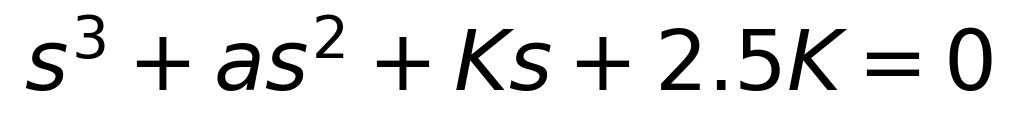 s³ + as² + Ks + 2.5K = 0